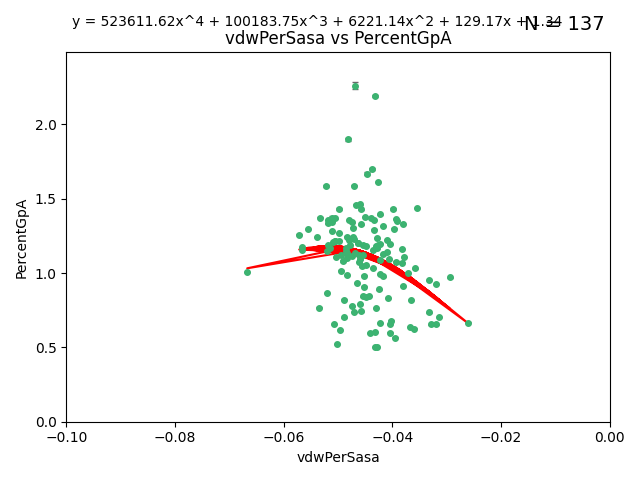 y = 523611.62x^4 + 100183.75x^3 + 6221.14x^2 + 129.17x + 1.34
N = 137
vdwPerSasa vs PercentGpA
PercentGpA
2.0
1.5
1.0
0.5
0.0
−0.10 −0.08 −0.06 −0.04 −0.02 0.00
vdwPerSasa